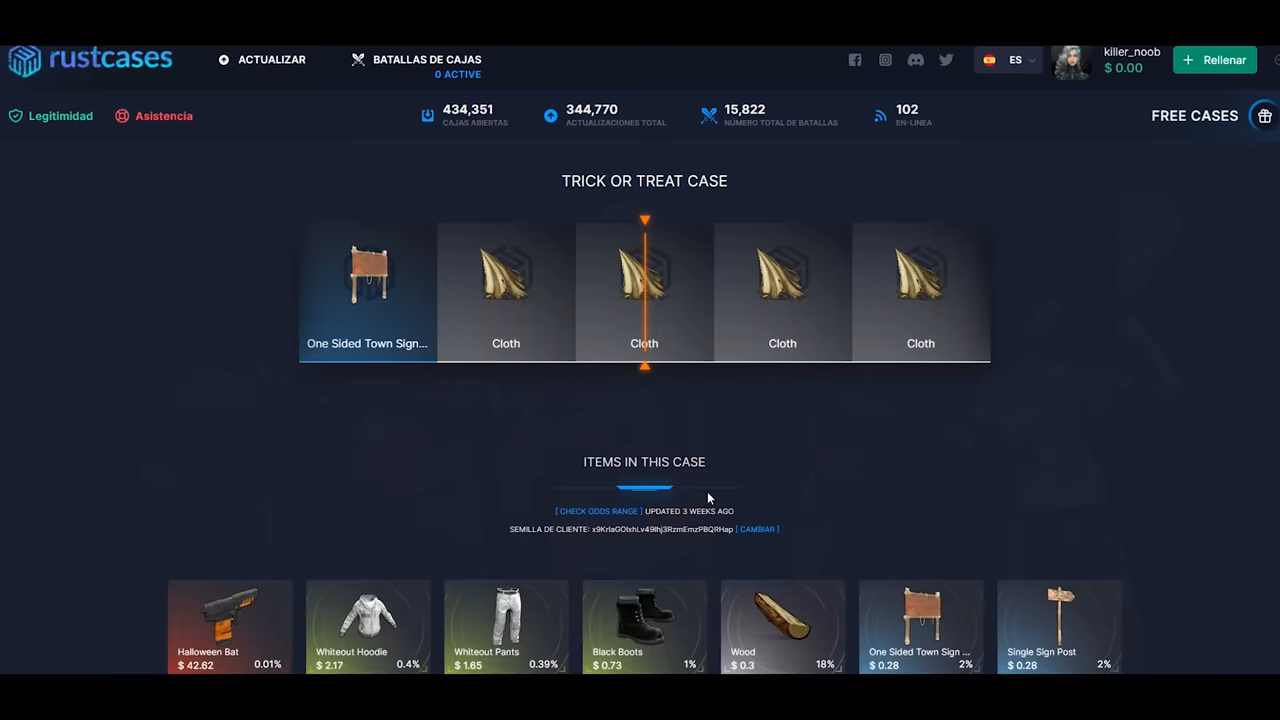 rustcases
ACTUALIZAR
BATALLAS DE CAJAS
0 ACTIVE
ES
killer_noob
$ 0.00
+ Rellenar
Legitimidad
Asistencia
434,351
CAJAS ABIERTAS
344,770
ACTUALIZACIONES TOTAL
15,822
NÚMERO TOTAL DE BATALLAS
102
EN-LINEA
FREE CASES
TRICK OR TREAT CASE
One Sided Town Sign...
Cloth
Cloth
Cloth
Cloth
ITEMS IN THIS CASE
[ CHECK ODDS RANGE ] UPDATED 3 WEEKS AGO
SEMILLA DE CLIENTE: [ CAMBIAR ]
Halloween Bat
$ 42.62 0.01%
Whiteout Hoodie
$ 2.17 0.4%
Whiteout Pants
$ 1.65 0.39%
Black Boots
$ 0.73 1%
Wood
$ 0.3 18%
One Sided Town Sign ...
$ 0.28 2%
Single Sign Post
$ 0.28 2%